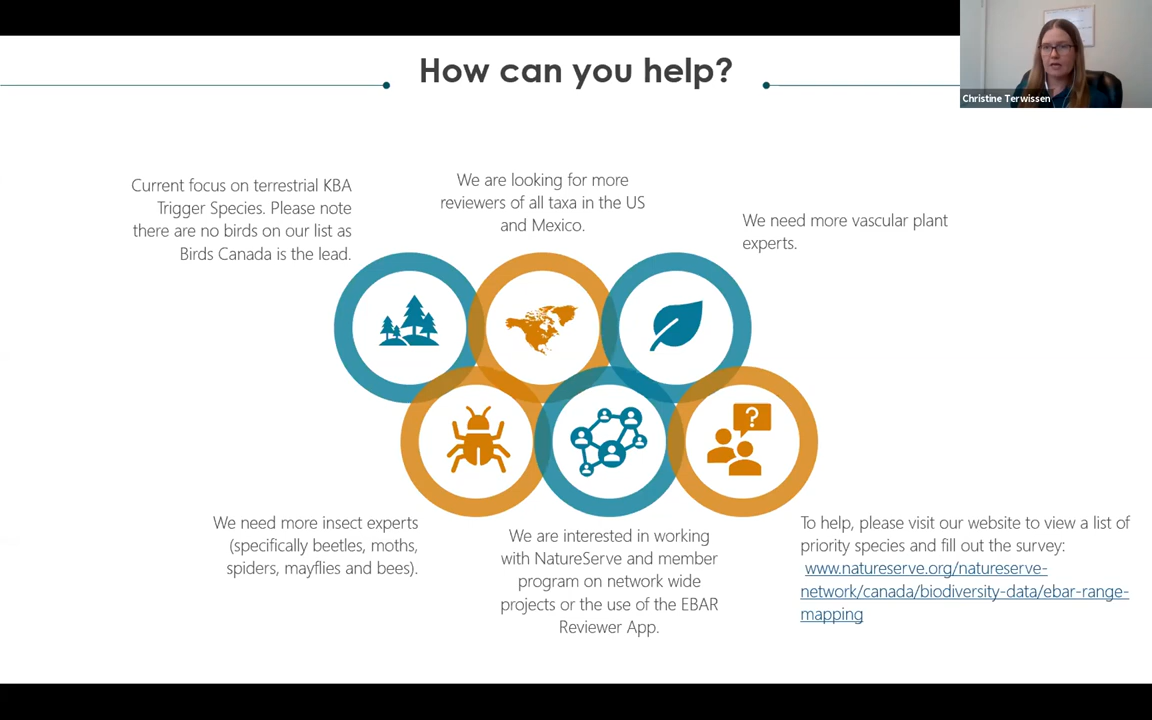 How can you help?
Christine Terwissen
Current focus on terrestrial KBA
Trigger Species. Please note
there are no birds on our list as
Birds Canada is the lead.
We are looking for more
reviewers of all taxa in the US
and Mexico.
We need more vascular plant
experts.
?
We need more insect experts
(specifically beetles, moths,
spiders, mayflies and bees).
We are interested in working
with NatureServe and member
program on network wide
projects or the use of the EBAR
Reviewer App.
To help, please visit our website to view a list of
priority species and fill out the survey:
www.natureserve.org/natureserve-
network/canada/biodiversity-data/ebar-range-
mapping